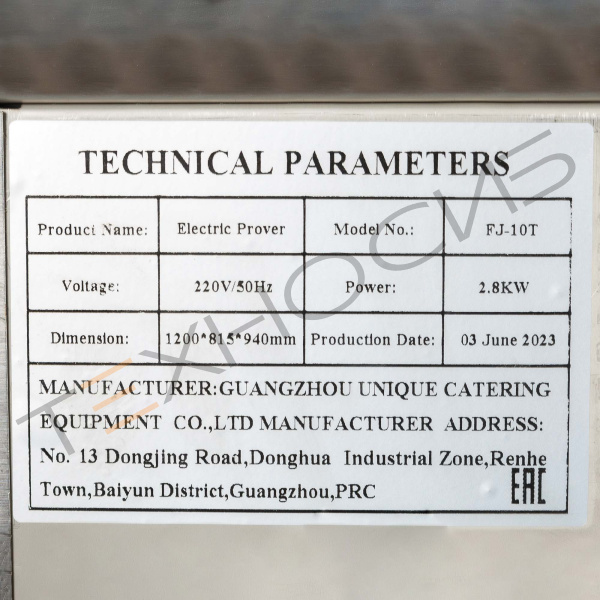 TECHNICAL PARAMETERS
Product Name: Electric Prover Model No.: FJ-10T
Voltage: 220V/50Hz Power: 2.8KW
Dimension: 1200*815*940mm Production Date: 03 June 2023
MANUFACTURER:GUANGZHOU UNIQUE CATERING
EQUIPMENT CO.,LTD MANUFACTURER ADDRESS:
No. 13 Dongjing Road,Donghua Industrial Zone,Renhe
Town,Baiyun District,Guangzhou,PRC
EAC
ТЕХНОСИБ